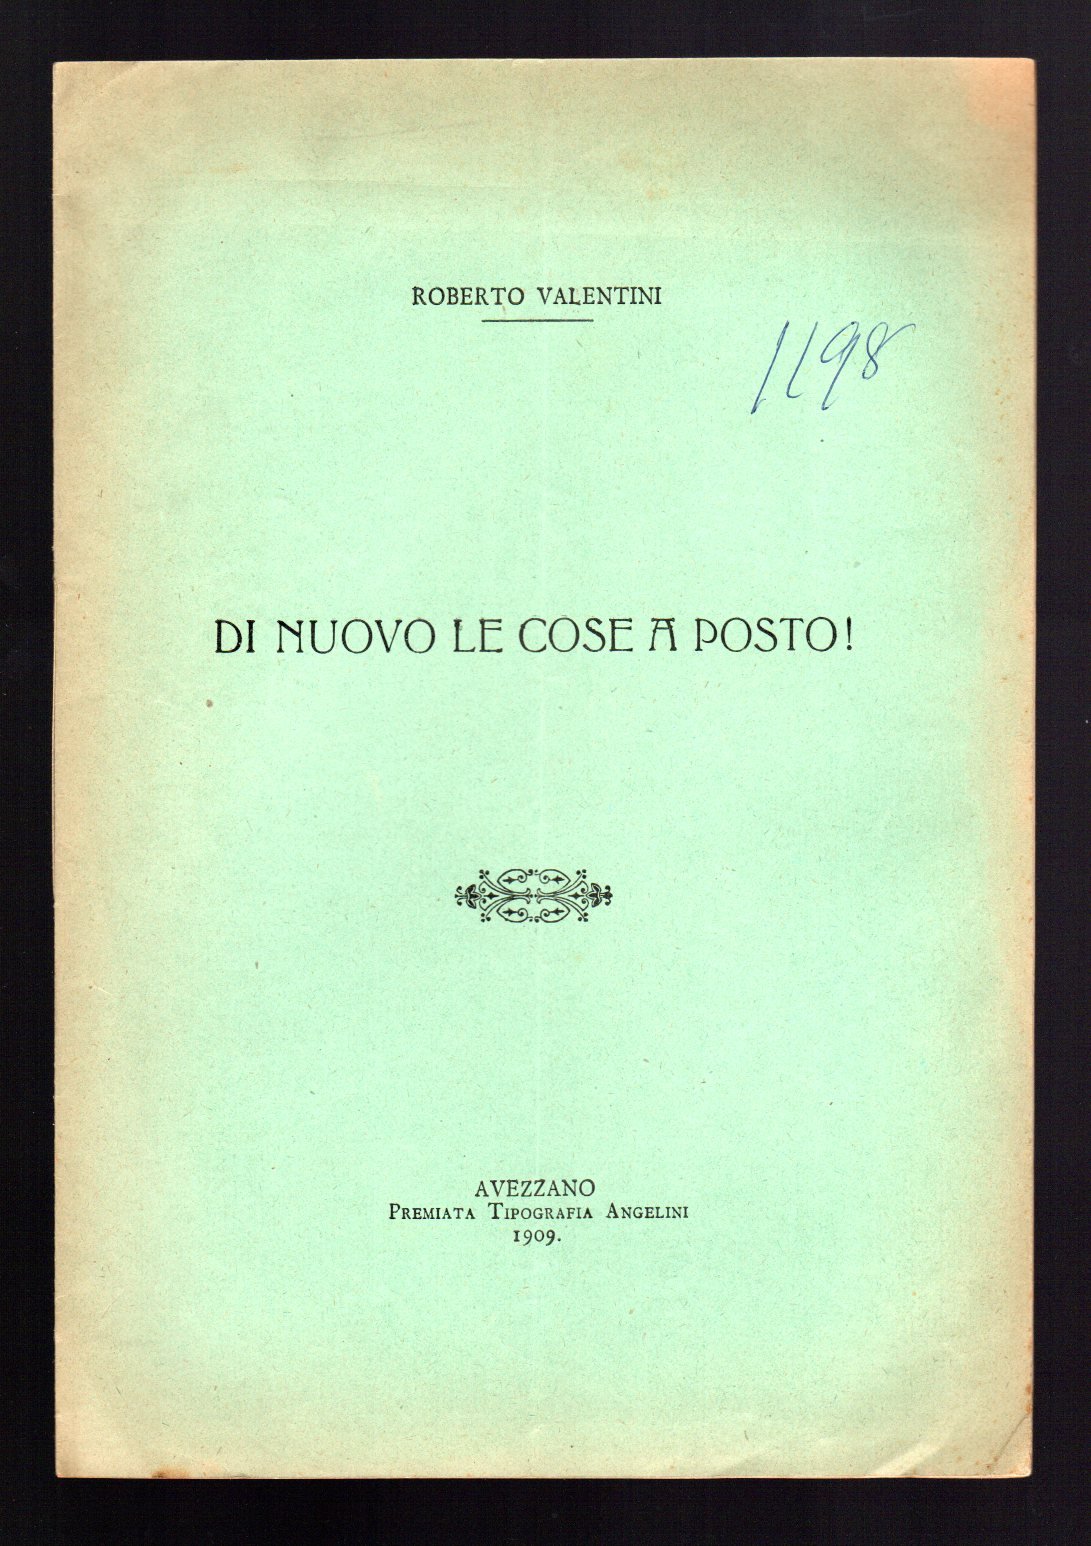 ROBERTO VALENTINI
1198
DI NUOVO LE COSE A POSTO!
AVEZZANO
PREMIATA TIPOGRAFIA ANGELINI
1909.